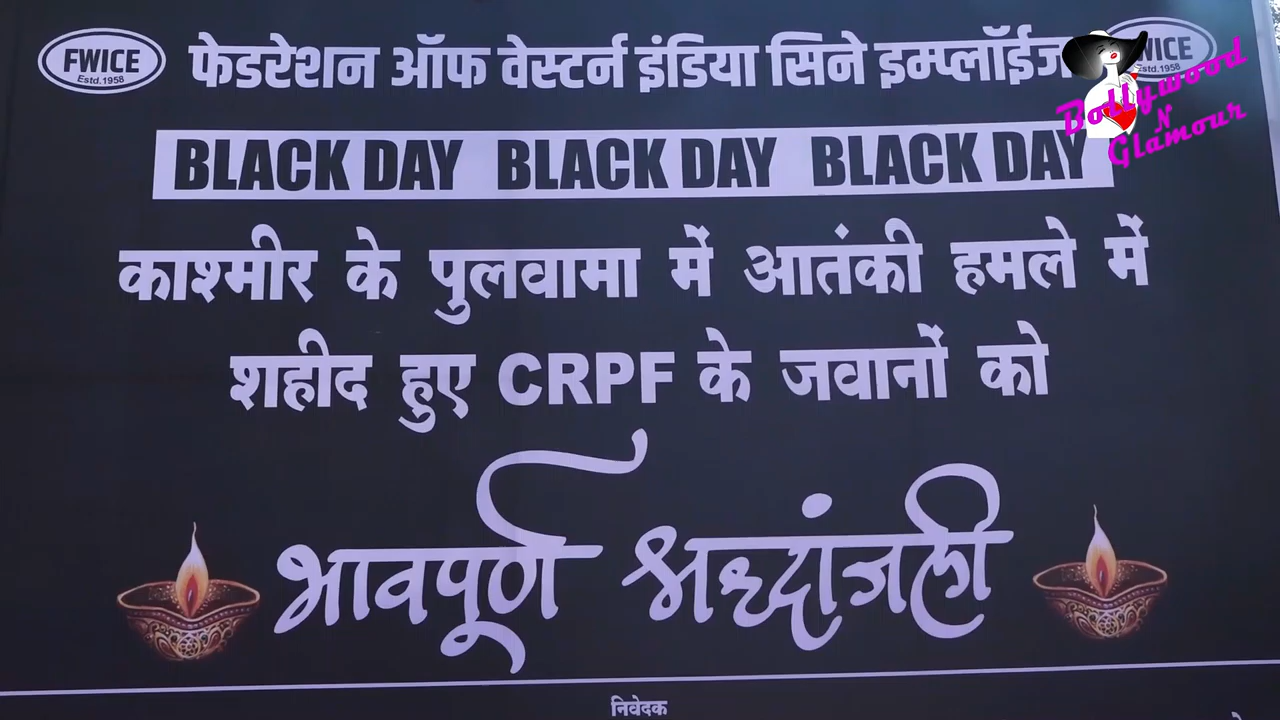 FWICE
Estd.1958
फेडरेशन ऑफ वेस्टर्न इंडिया सिने इम्प्लॉईज
WICE
Estd.1958
Bollywood
N
Glamour
BLACK DAY BLACK DAY BLACK DAY
काश्मीर के पुलवामा में आतंकी हमले में
शहीद हुए CRPF के जवानों को
भावपूर्ण श्रद्धांजली
निवेदक